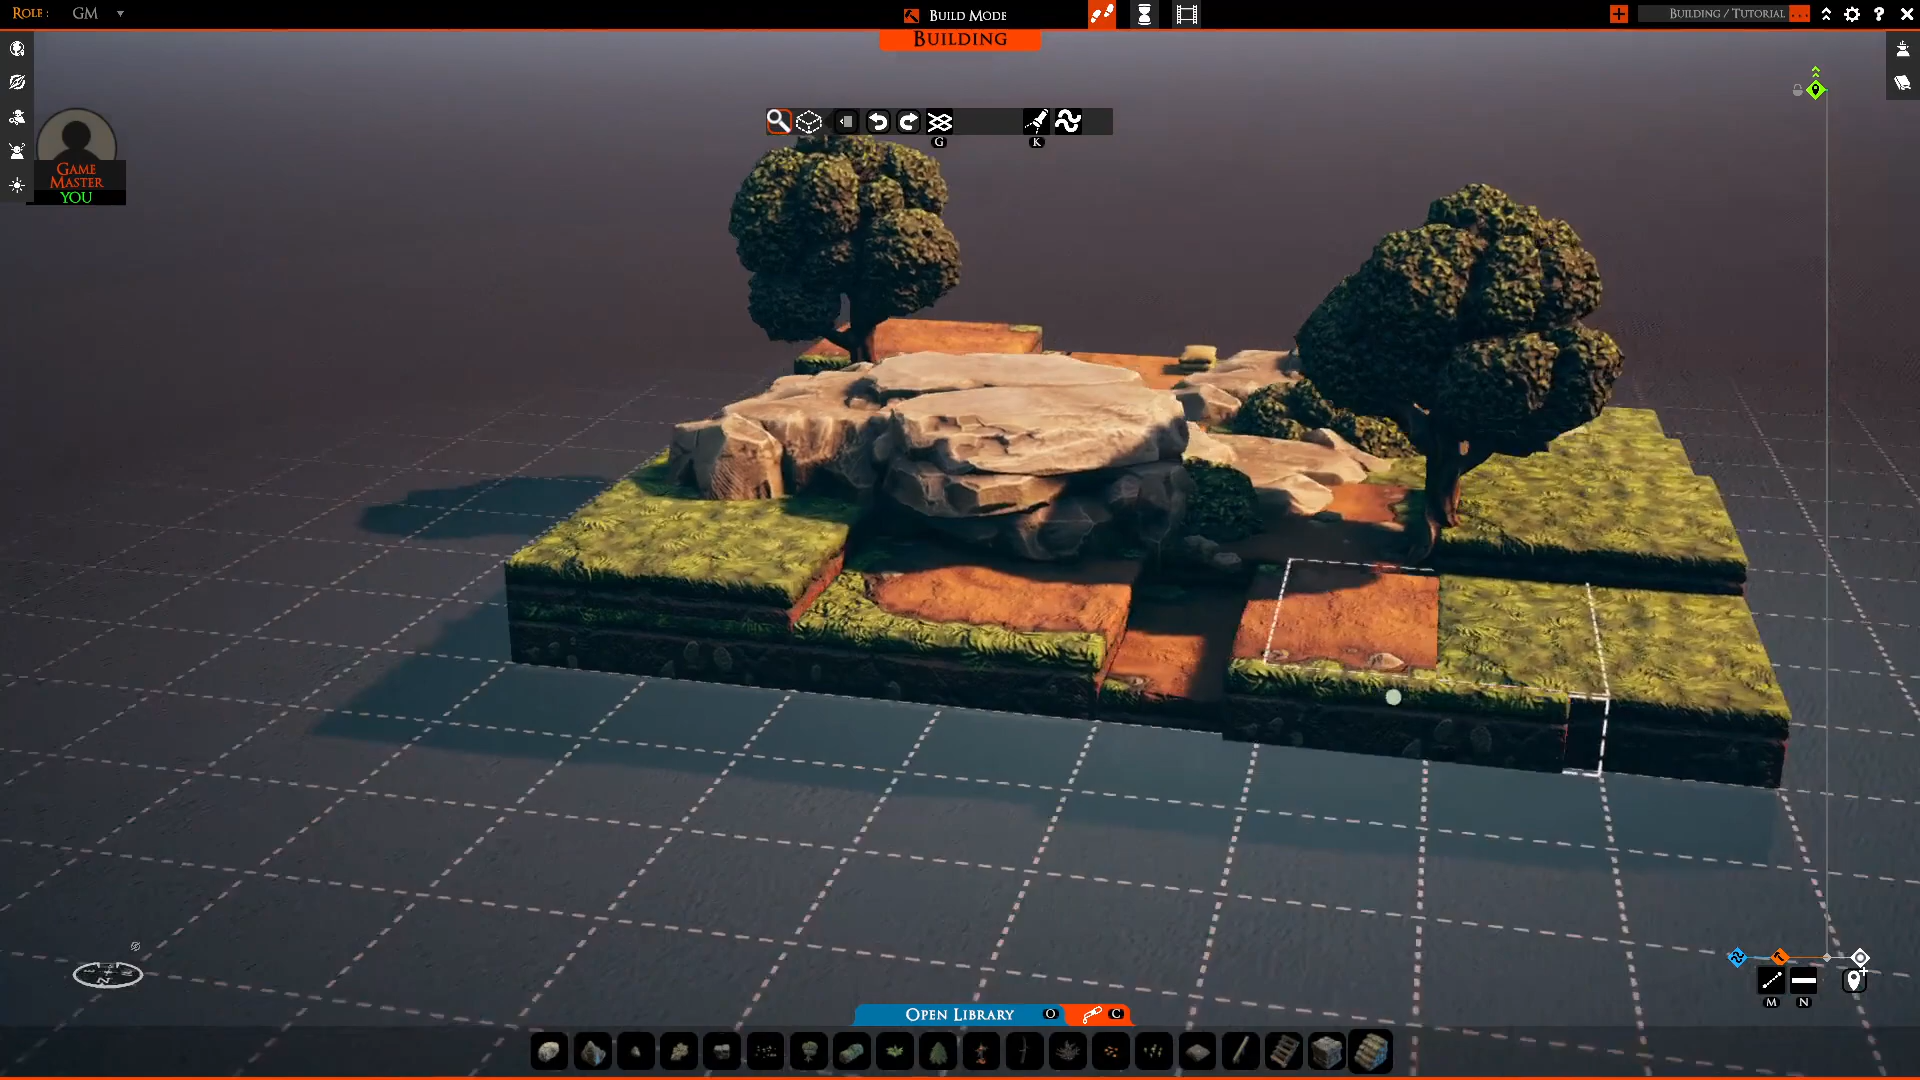 Role: GM
Build Mode
Building / Tutorial ...
Building
Game
Master
YOU
G
K
M
N
Open Library O
C